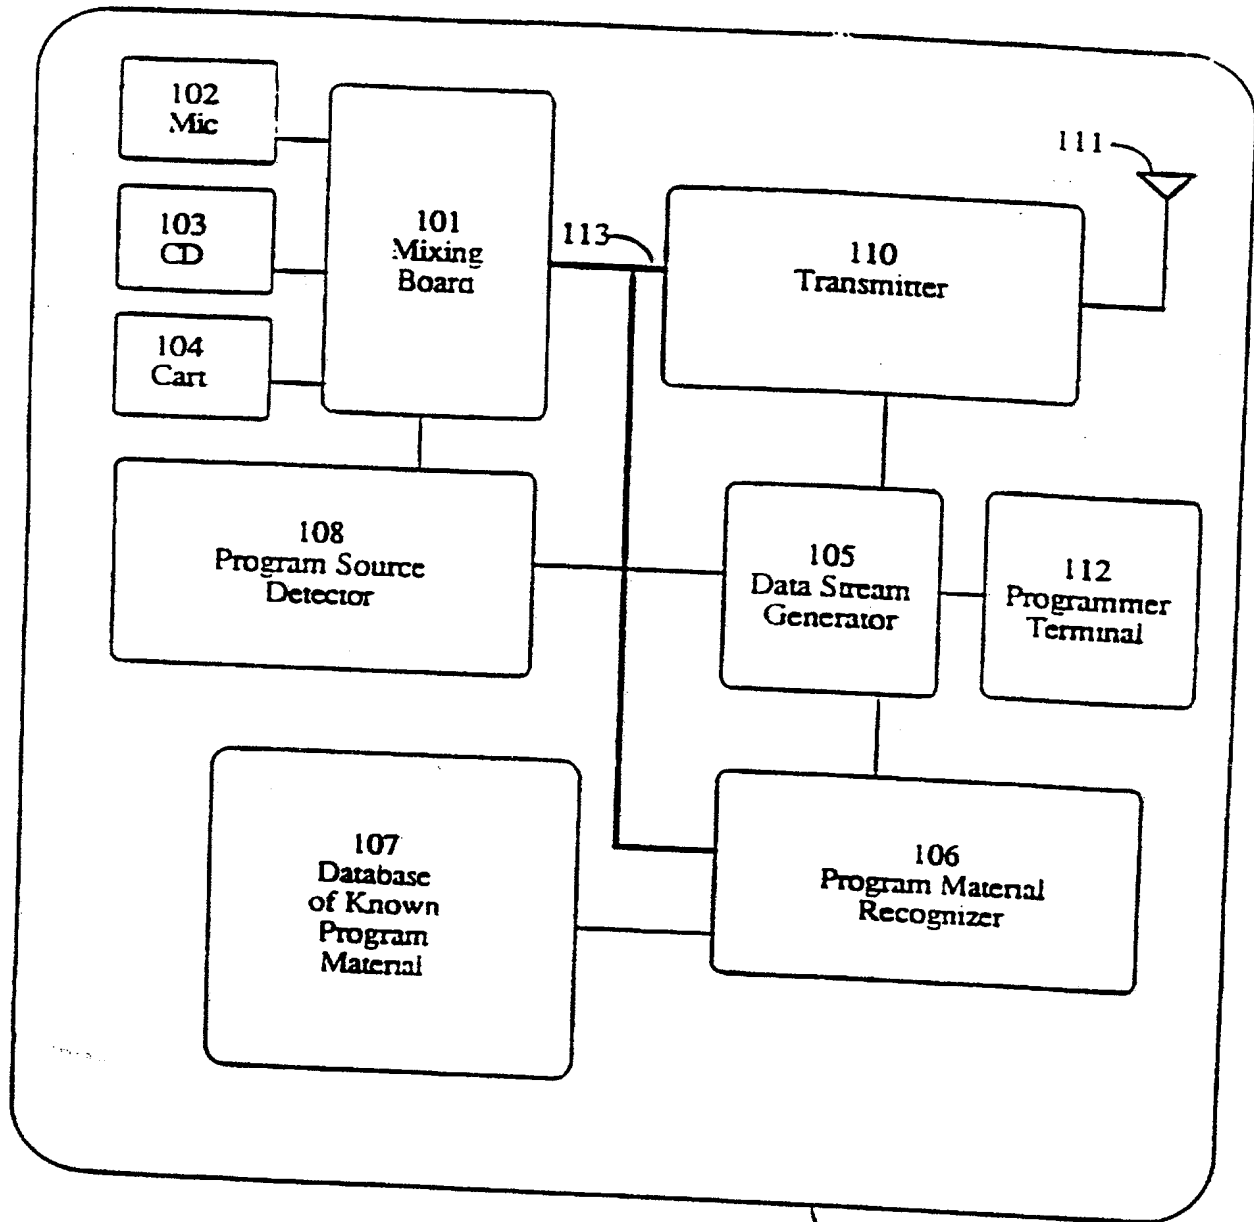 102
Mic
103
CD
104
Cart
101
Mixing
Board
113
110
Transmitter
111
108
Program Source
Detector
105
Data Stream
Generator
112
Programmer
Terminal
107
Database
of Known
Program
Material
106
Program Material
Recognizer